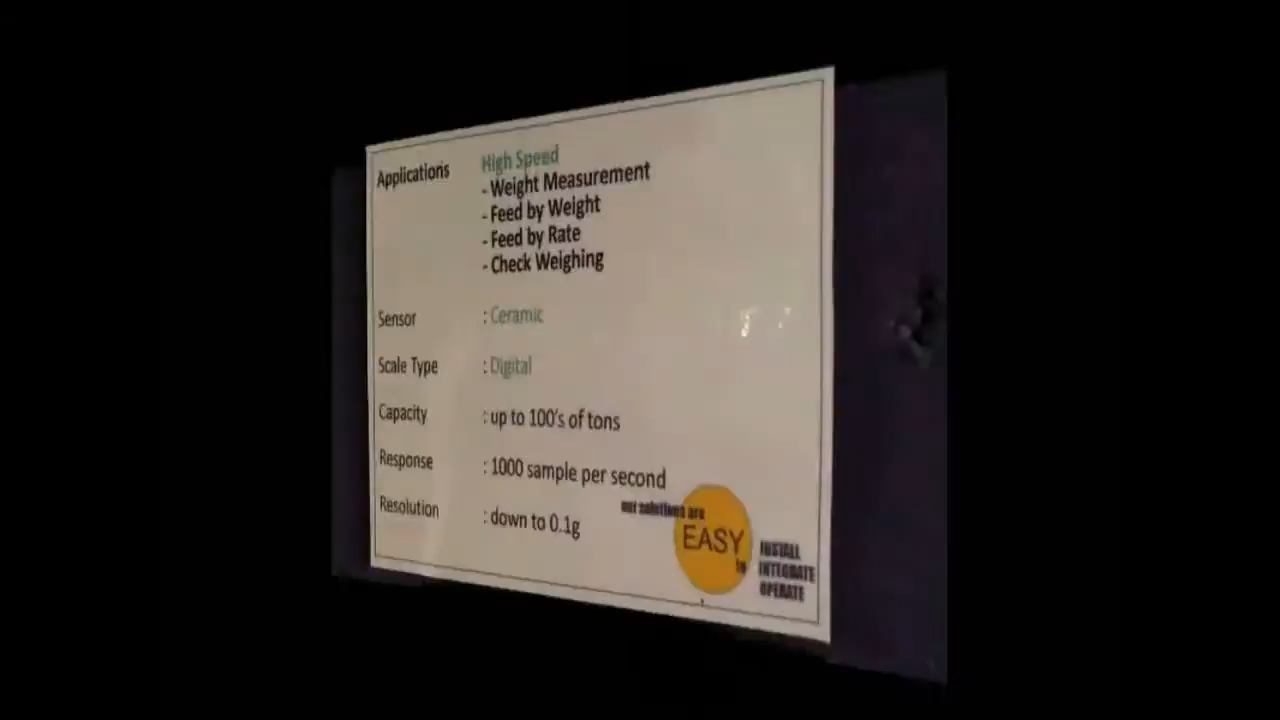 Applications High Speed
- Weight Measurement
- Feed by Weight
- Feed by Rate
- Check Weighing
Sensor : Ceramic
Scale Type : Digital
Capacity : up to 100's of tons
Response : 1000 sample per second
Resolution : down to 0.1g
our solutions are
EASY
to
INSTALL
INTEGRATE
OPERATE